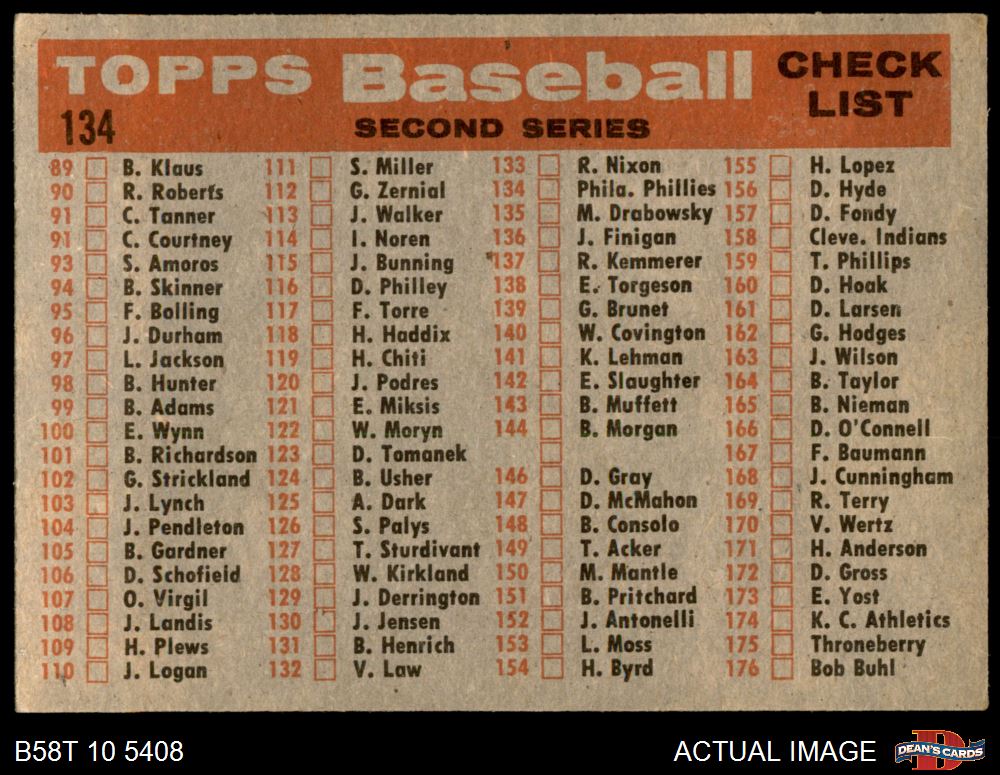 TOPPS Baseball CHECK LIST
134
SECOND SERIES
89 B. Klaus
90 R. Roberts
91 C. Tanner
91 C. Courtney
93 S. Amoros
94 B. Skinner
95 F. Bolling
96 J. Durham
97 L. Jackson
98 B. Hunter
99 B. Adams
100 E. Wynn
101 B. Richardson
102 G. Strickland
103 J. Lynch
104 J. Pendleton
105 B. Gardner
106 D. Schofield
107 O. Virgil
108 J. Landis
109 H. Plews
110 J. Logan
111 S. Miller
112 G. Zernial
113 J. Walker
114 I. Noren
115 J. Bunning
116 D. Philley
117 F. Torre
118 H. Haddix
119 H. Chiti
120 J. Podres
121 E. Miksis
122 W. Moryn
123 D. Tomanek
124 B. Usher
125 A. Dark
126 S. Palys
127 T. Sturdivant
128 W. Kirkland
129 J. Derrington
130 J. Jensen
131 B. Henrich
132 V. Law
133 R. Nixon
134 Phila. Phillies
135 M. Drabowsky
136 J. Finigan
137 R. Kemmerer
138 E. Torgeson
139 G. Brunet
140 W. Covington
141 K. Lehman
142 E. Slaughter
143 B. Muffett
144 B. Morgan
146 D. Gray
147 D. McMahon
148 B. Consolo
149 T. Acker
150 M. Mantle
151 B. Pritchard
152 J. Antonelli
153 L. Moss
154 H. Byrd
155 H. Lopez
156 D. Hyde
157 D. Fondy
158 Cleve. Indians
159 T. Phillips
160 D. Hoak
161 D. Larsen
162 G. Hodges
163 J. Wilson
164 B. Taylor
165 B. Nieman
166 D. O'Connell
167 F. Baumann
168 J. Cunningham
169 R. Terry
170 V. Wertz
171 H. Anderson
172 D. Gross
173 E. Yost
174 K. C. Athletics
175 Throneberry
176 Bob Buhl
B58T 10 5408
ACTUAL IMAGE
DEAN'S CARDS